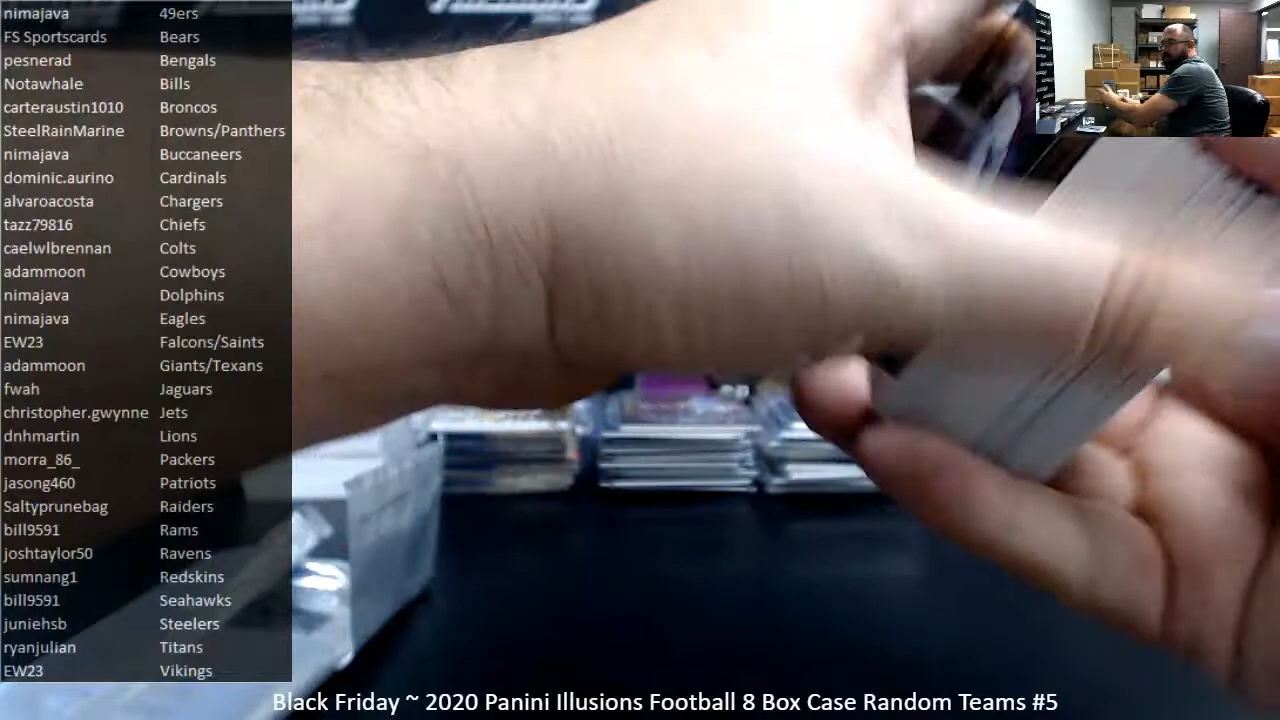 nimajava 49ers
FS Sportscards Bears
pesnerad Bengals
Notawhale Bills
carteraustin1010 Broncos
SteelRainMarine Browns/Panthers
nimajava Buccaneers
dominic.aurino Cardinals
alvaroacosta Chargers
tazz79816 Chiefs
caelwlbrennan Colts
adammoon Cowboys
nimajava Dolphins
nimajava Eagles
EW23 Falcons/Saints
adammoon Giants/Texans
fwah Jaguars
christopher.gwynne Jets
dnhmartin Lions
morra_86_ Packers
jasong460 Patriots
Saltyprunebag Raiders
bill9591 Rams
joshtaylor50 Ravens
sumnang1 Redskins
bill9591 Seahawks
juniehsb Steelers
ryanjulian Titans
EW23 Vikings
Black Friday ~ 2020 Panini Illusions Football 8 Box Case Random Teams #5